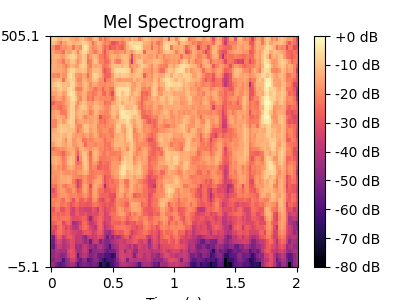 Mel Spectrogram
505.1
−5.1
0
0.5
1
1.5
2
+0 dB
-10 dB
-20 dB
-30 dB
-40 dB
-50 dB
-60 dB
-70 dB
-80 dB